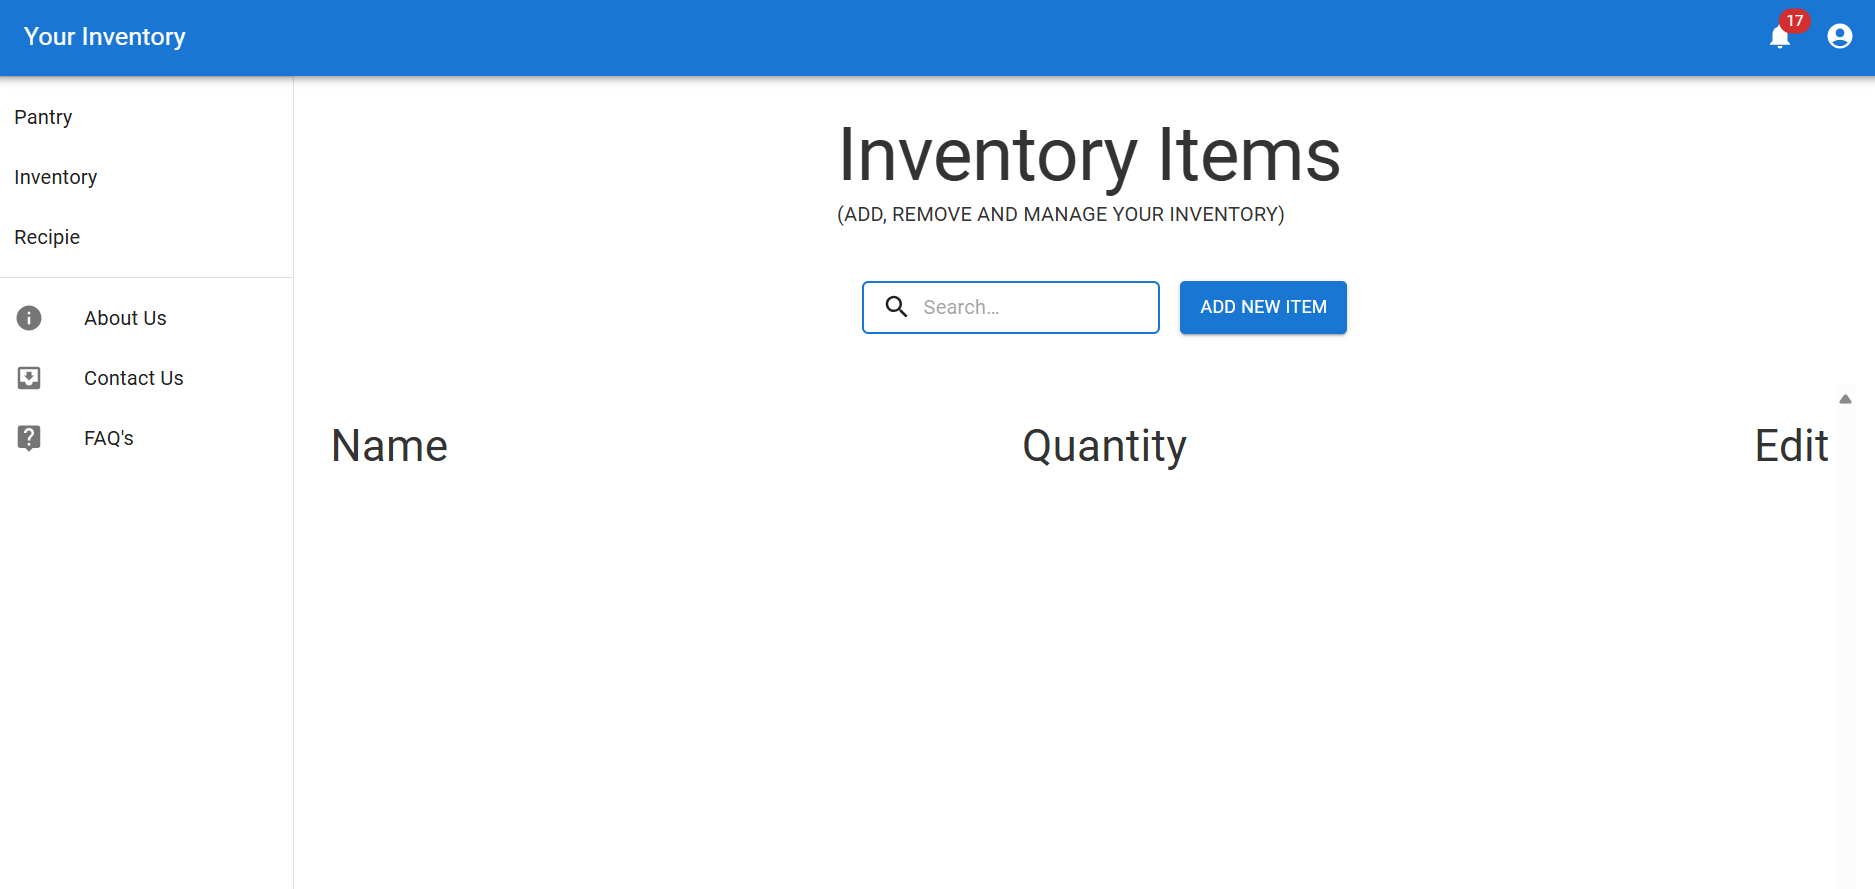 Your Inventory
17
Pantry
Inventory
Recipie
About Us
Contact Us
FAQ's
Inventory Items
(ADD, REMOVE AND MANAGE YOUR INVENTORY)
Search…
ADD NEW ITEM
Name Quantity Edit